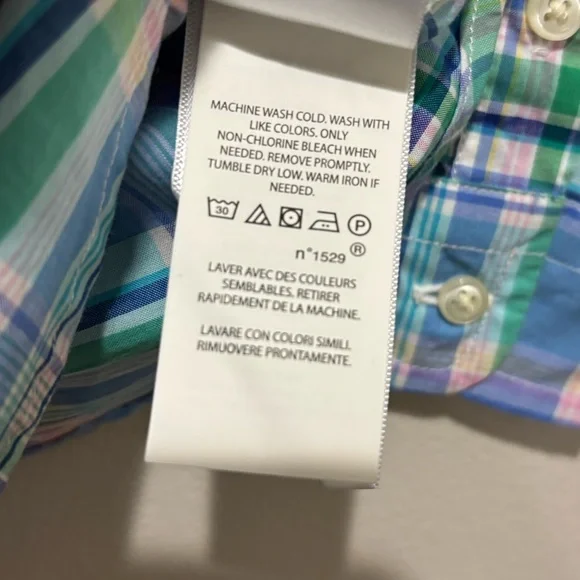 MACHINE WASH COLD. WASH WITH
LIKE COLORS. ONLY
NON-CHLORINE BLEACH WHEN
NEEDED. REMOVE PROMPTLY.
TUMBLE DRY LOW. WARM IRON IF
NEEDED.
30 P
n°1529 ®
LAVER AVEC DES COULEURS
SEMBLABLES. RETIRER
RAPIDEMENT DE LA MACHINE.
LAVARE CON COLORI SIMILI.
RIMUOVERE PRONTAMENTE.